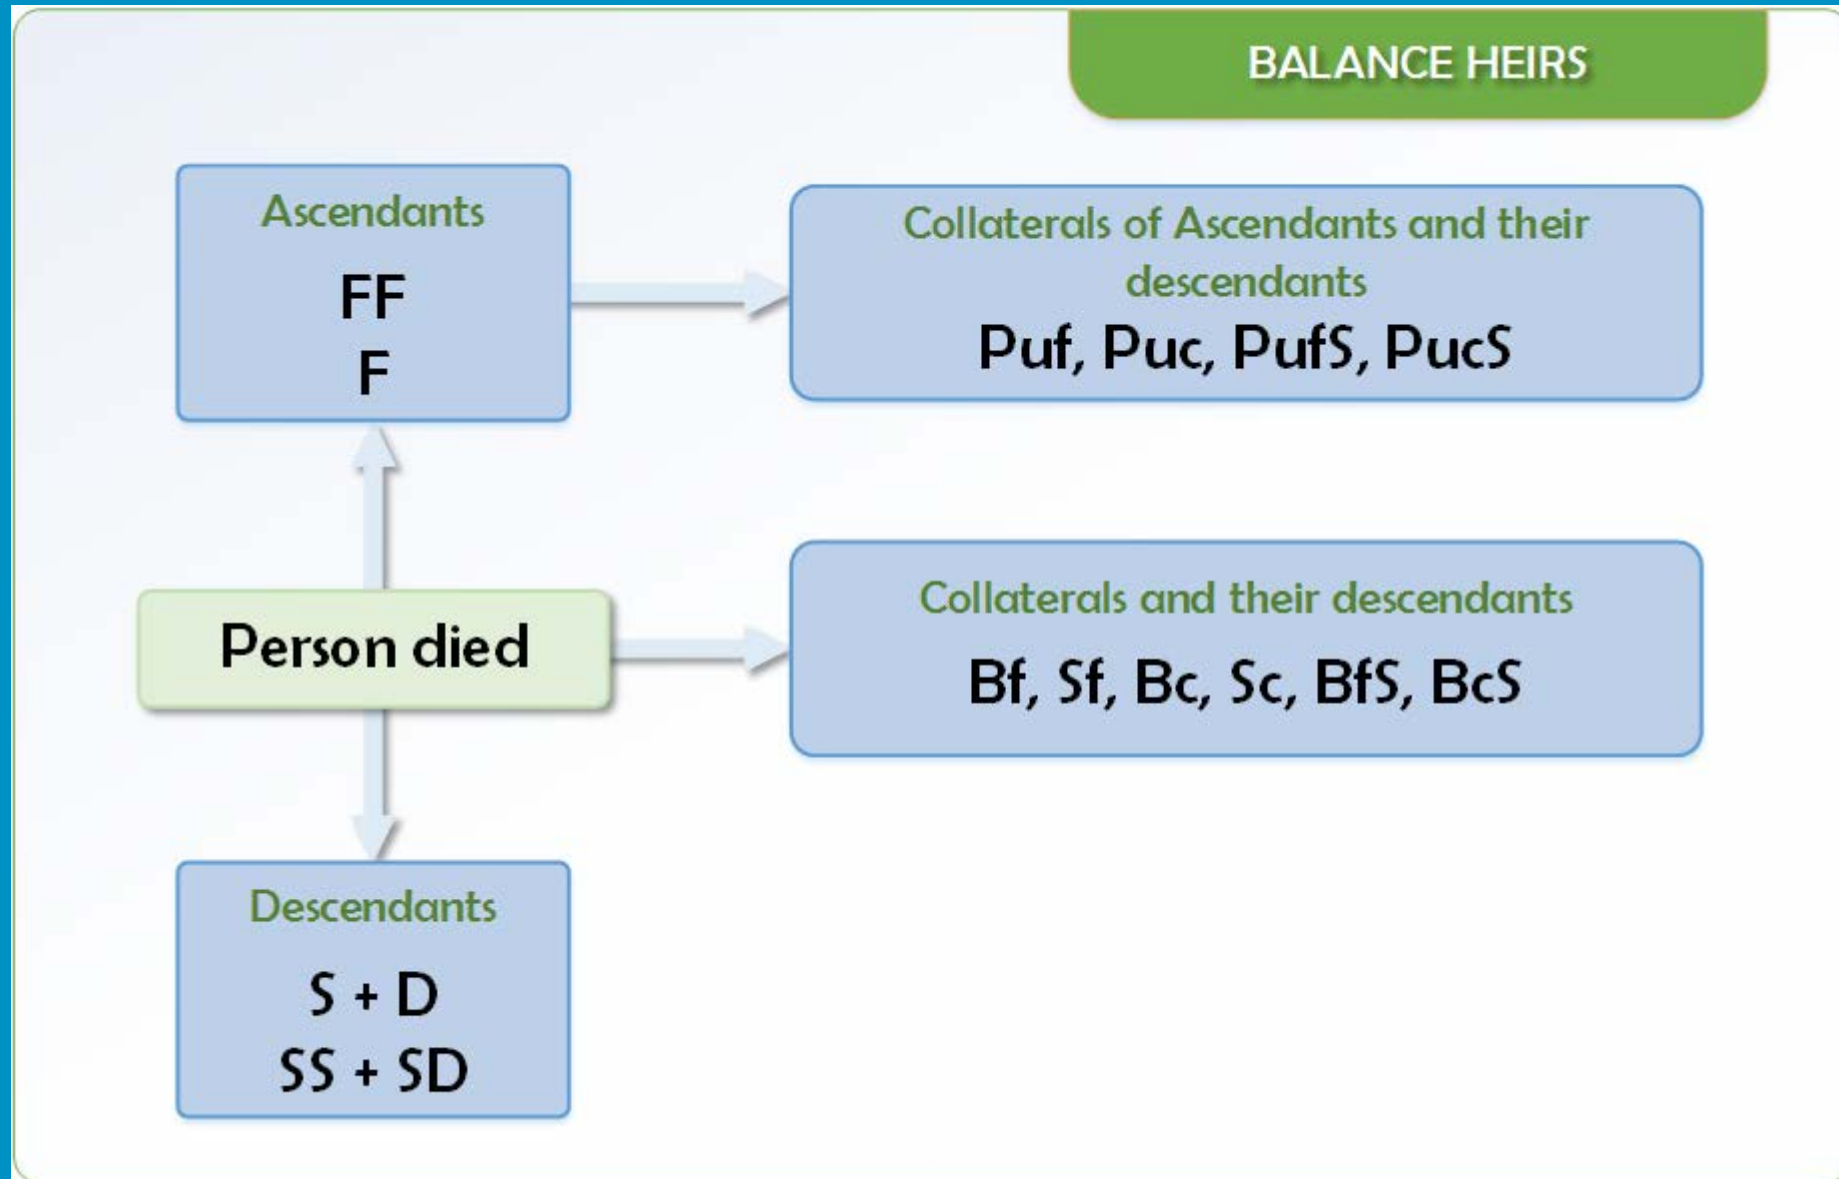 BALANCE HEIRS
Ascendants
FF
F
Collaterals of Ascendants and their
descendants
Puf, Puc, PufS, PucS
Person died
Collaterals and their descendants
Bf, Sf, Bc, Sc, BfS, BcS
Descendants
S + D
SS + SD